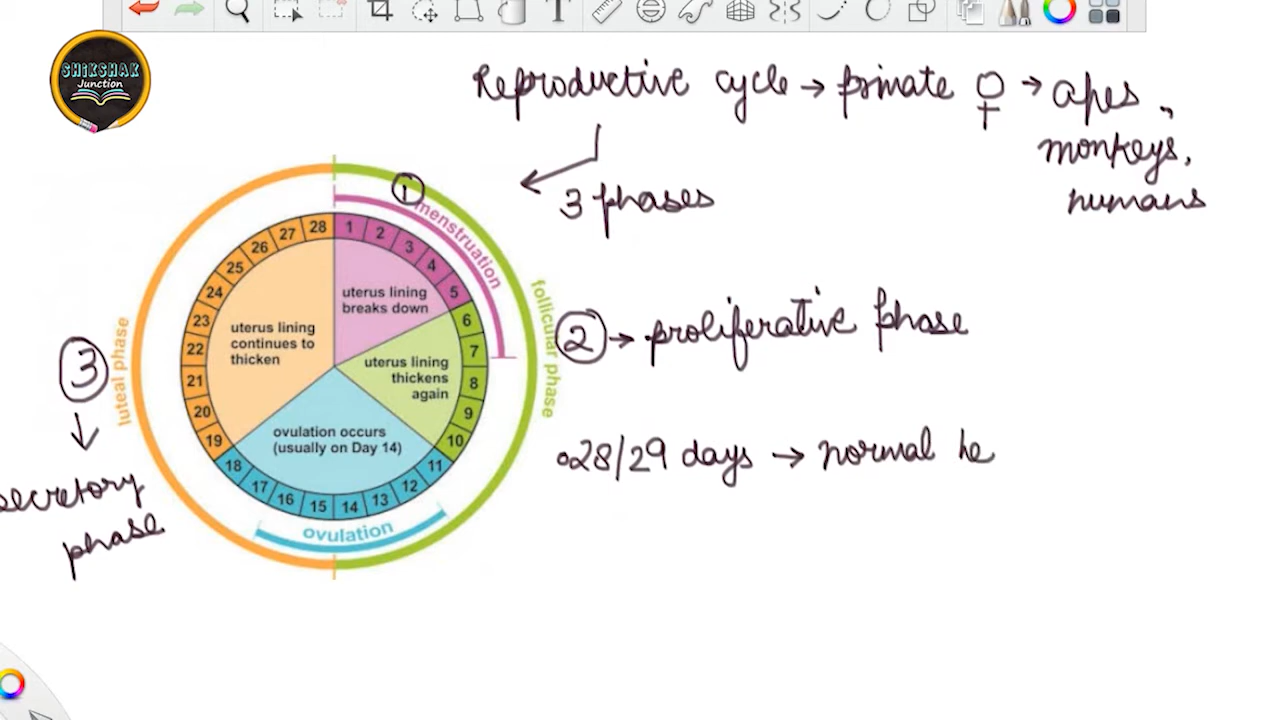 SHiKSHAK
Junction
Reproductive cycle → primate ♀ → apes,
monkeys,
humans
3 phases
① menstruation
28 1 2 3 4 5 6 7 8 9 10 11 12 13 14 15 16 17 18 19 20 21 22 23 24 25 26 27
uterus lining
breaks down
uterus lining
continues to
thicken
uterus lining
thickens
again
ovulation occurs
(usually on Day 14)
ovulation
follicular phase
luteal phase
② → proliferative phase
③
↓
secretory
phase
28/29 days → normal he